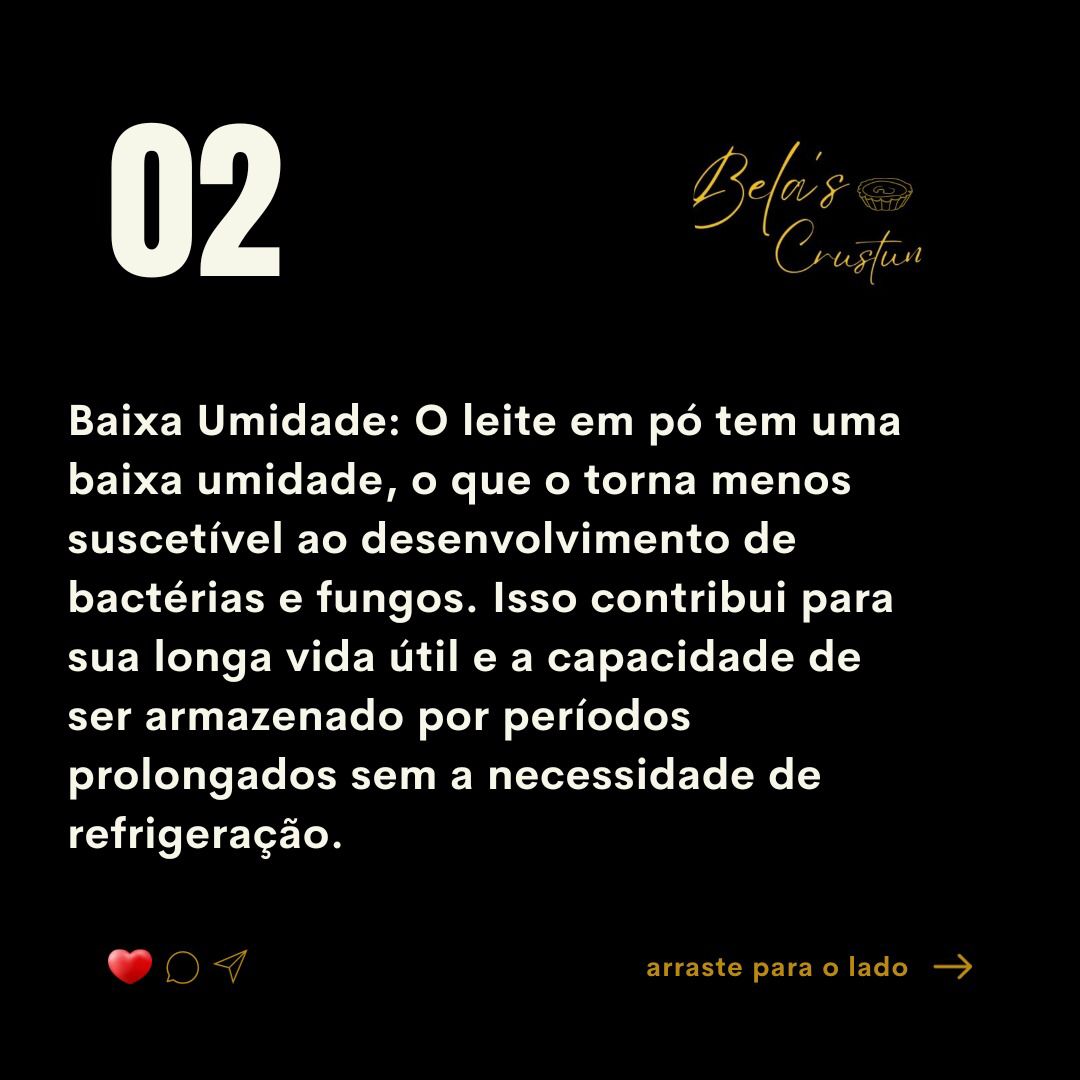 02
Bela's
Crustun
Baixa Umidade: O leite em pó tem uma
baixa umidade, o que o torna menos
suscetível ao desenvolvimento de
bactérias e fungos. Isso contribui para
sua longa vida útil e a capacidade de
ser armazenado por períodos
prolongados sem a necessidade de
refrigeração.
arraste para o lado